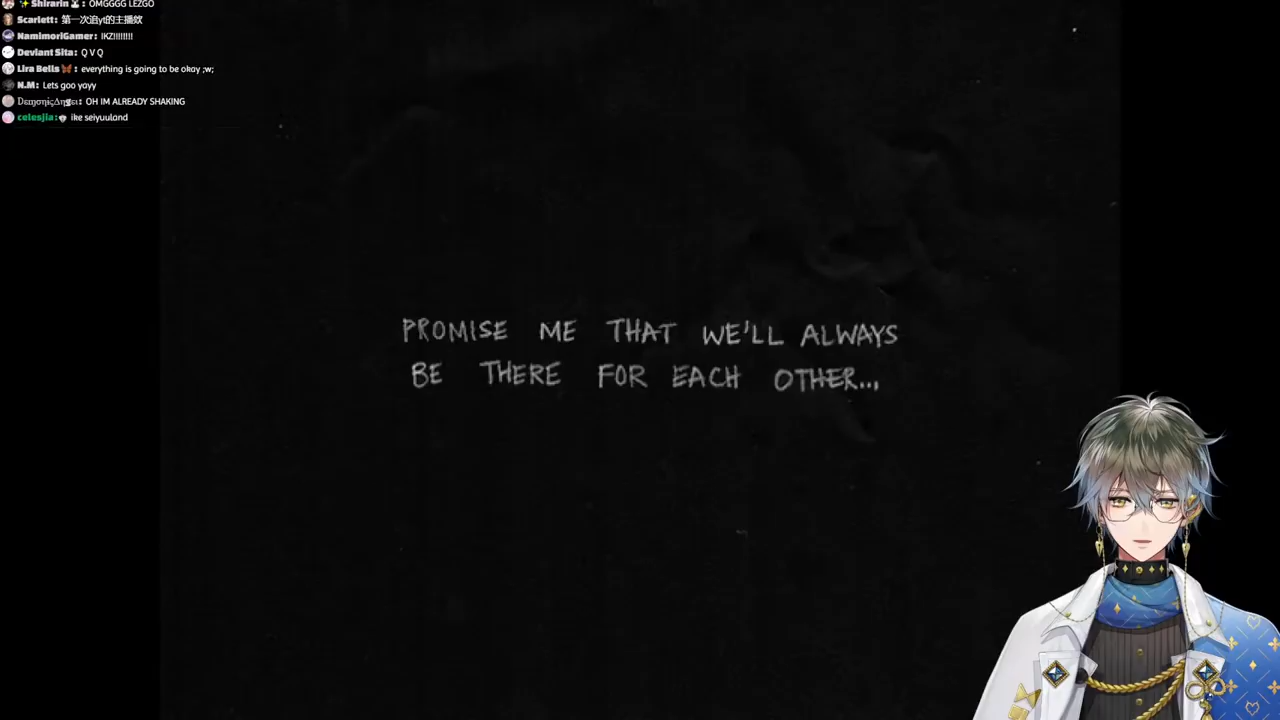 Shirarin: OMGGGG LEZGO
Scarlett: 第一次追yt的主播欸
NamimoriGamer: IKZ!!!!!!!!
Deviant Sita: Q V Q
Lira Bells: everything is going to be okay ;w;
N.M: Lets goo yayy
OH IM ALREADY SHAKING
celesjia: ike seiyuuland
PROMISE ME THAT WE'LL ALWAYS
BE THERE FOR EACH OTHER...